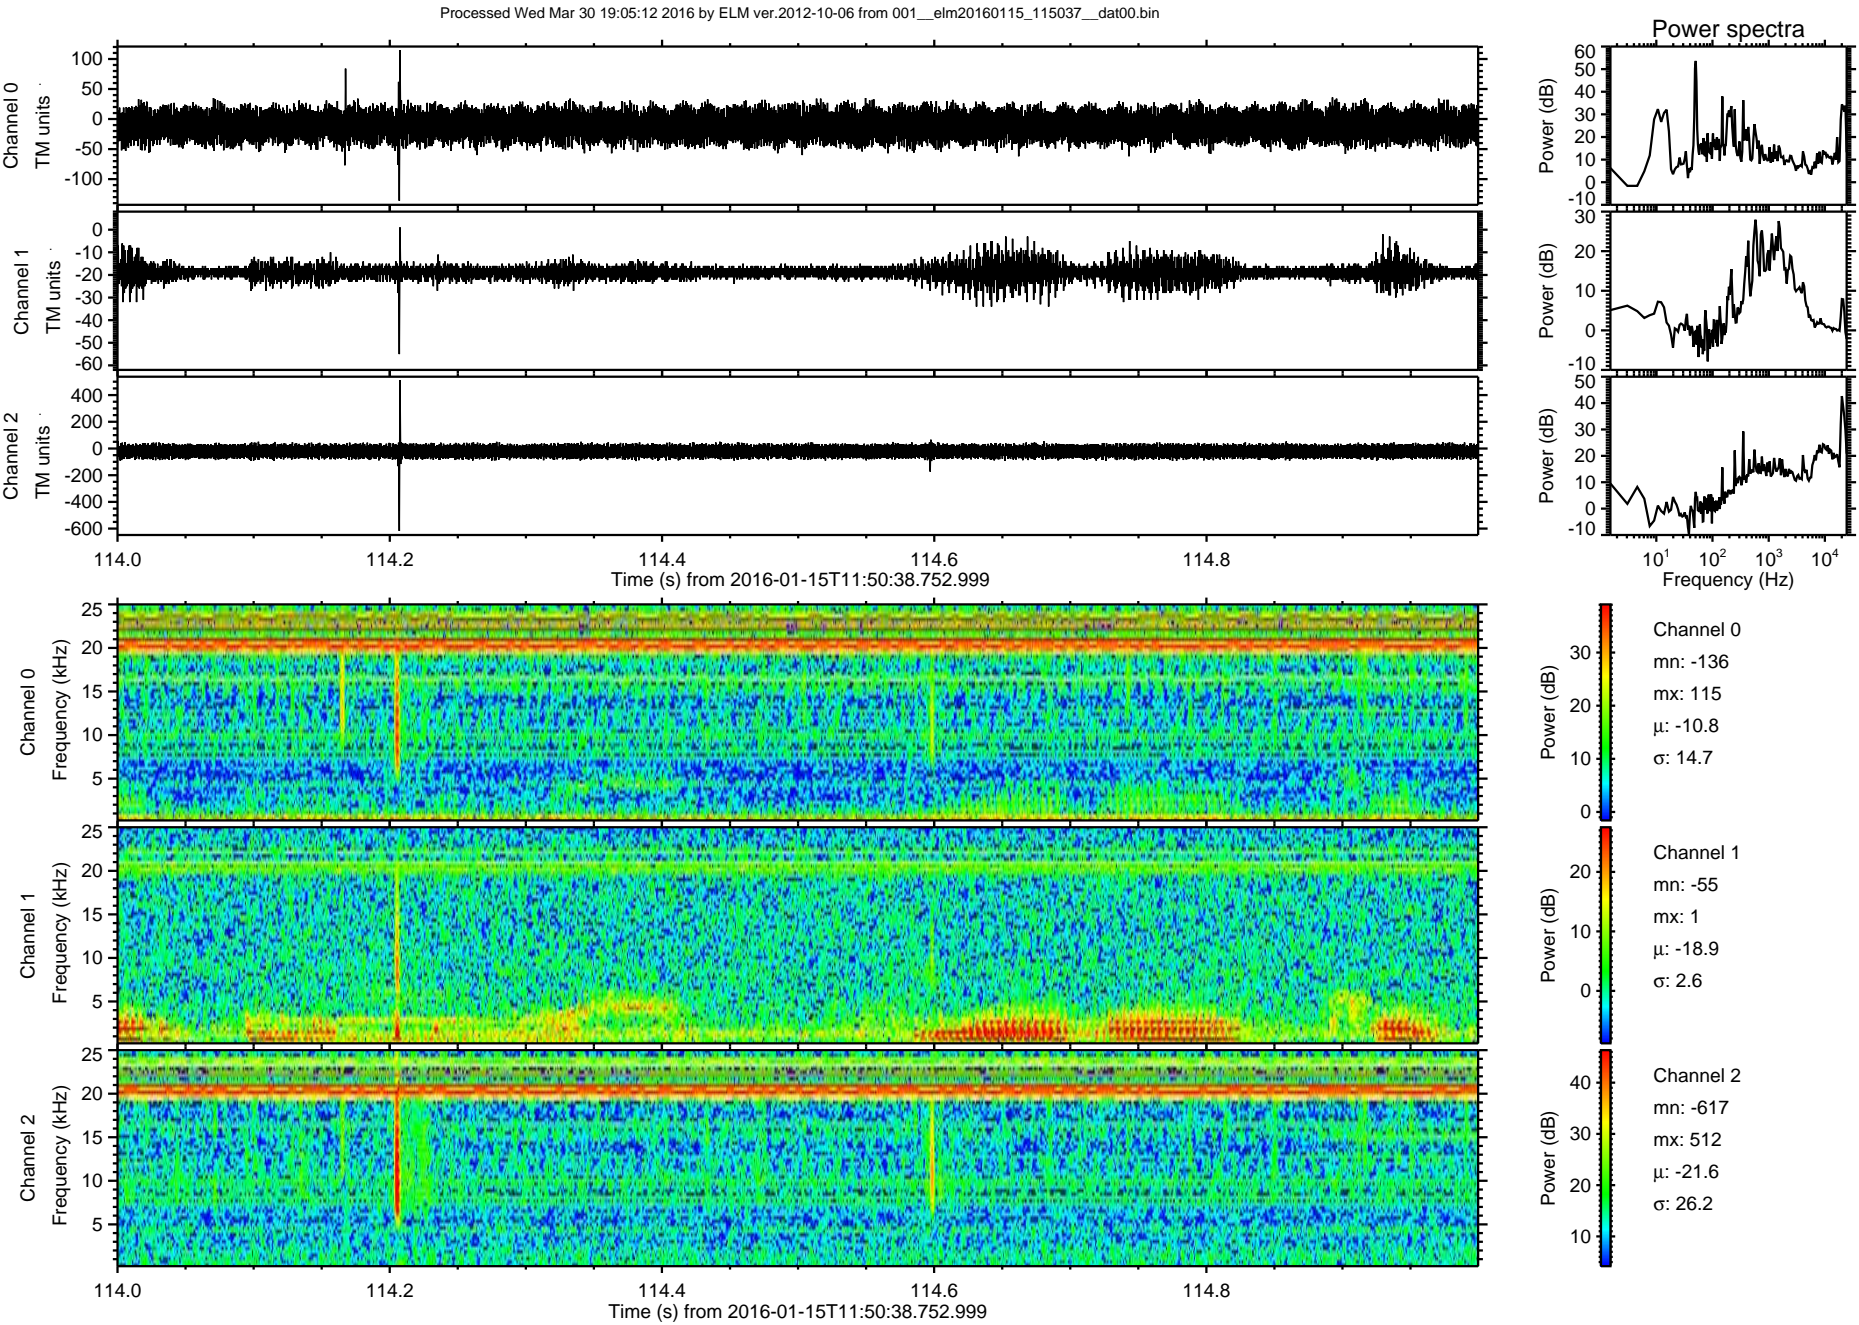 Processed Wed Mar 30 19:05:12 2016 by ELM ver.2012-10-06 from 001__elm20160115_115037__dat00.bin
Power spectra
Channel 0
TM units
100
50
0
-50
-100
Power (dB)
60
50
40
30
20
10
0
-10
Channel 1
TM units
0
-10
-20
-30
-40
-50
-60
Power (dB)
30
20
10
0
-10
Channel 2
TM units
400
200
0
-200
-400
-600
Power (dB)
50
40
30
20
10
0
-10
114.0 114.2 114.4 114.6 114.8
Time (s) from 2016-01-15T11:50:38.752.999
10^1 10^2 10^3 10^4
Frequency (Hz)
Channel 0
Frequency (kHz)
25
20
15
10
5
Power (dB)
30
20
10
0
Channel 0
mn: -136
mx: 115
μ: -10.8
σ: 14.7
Channel 1
Frequency (kHz)
25
20
15
10
5
Power (dB)
20
10
0
Channel 1
mn: -55
mx: 1
μ: -18.9
σ: 2.6
Channel 2
Frequency (kHz)
25
20
15
10
5
Power (dB)
40
30
20
10
Channel 2
mn: -617
mx: 512
μ: -21.6
σ: 26.2
114.0 114.2 114.4 114.6 114.8
Time (s) from 2016-01-15T11:50:38.752.999